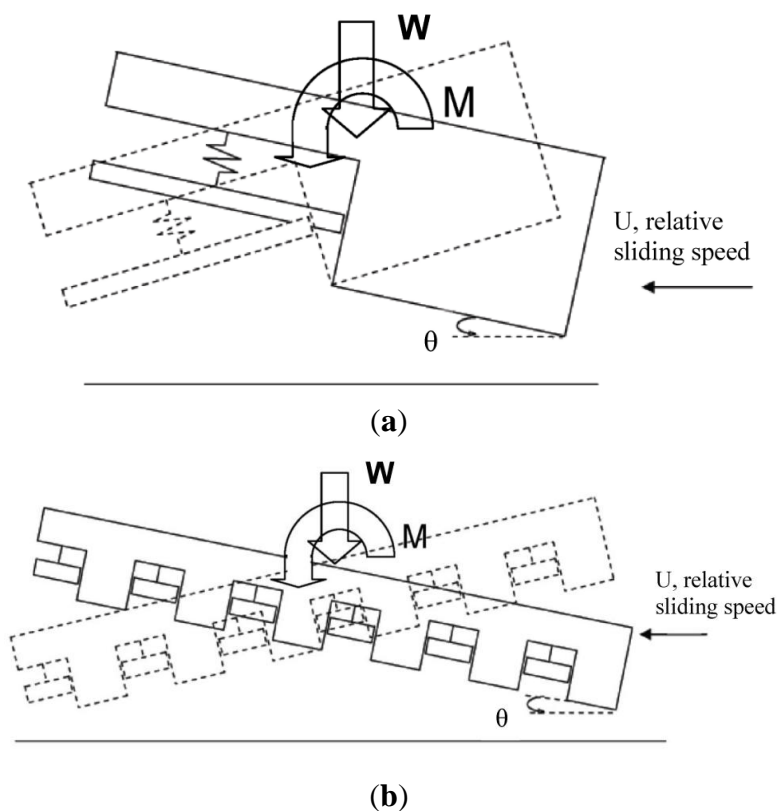 W
M
U, relative
sliding speed
θ
(a)
W
M
U, relative
sliding speed
θ
(b)